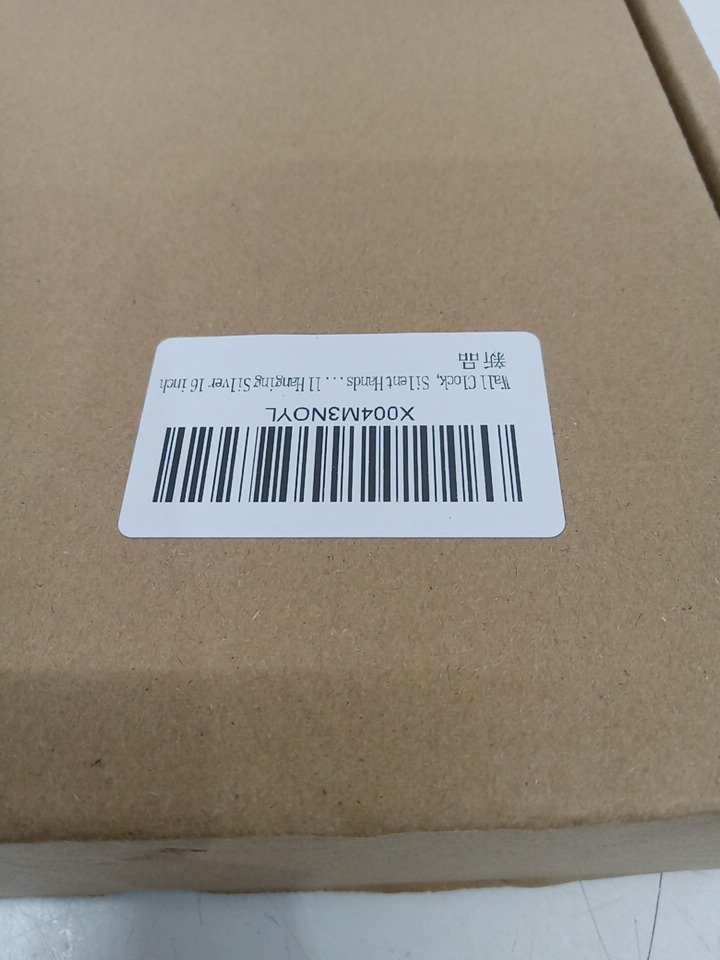 X004M3NOYL
Wall Clock, Silent Hands...ll Hanging Silver 16 inch
新品